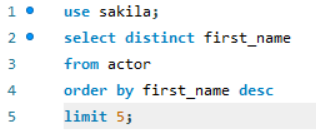 1 use sakila;
2 select distinct first_name
3 from actor
4 order by first_name desc
5 limit 5;